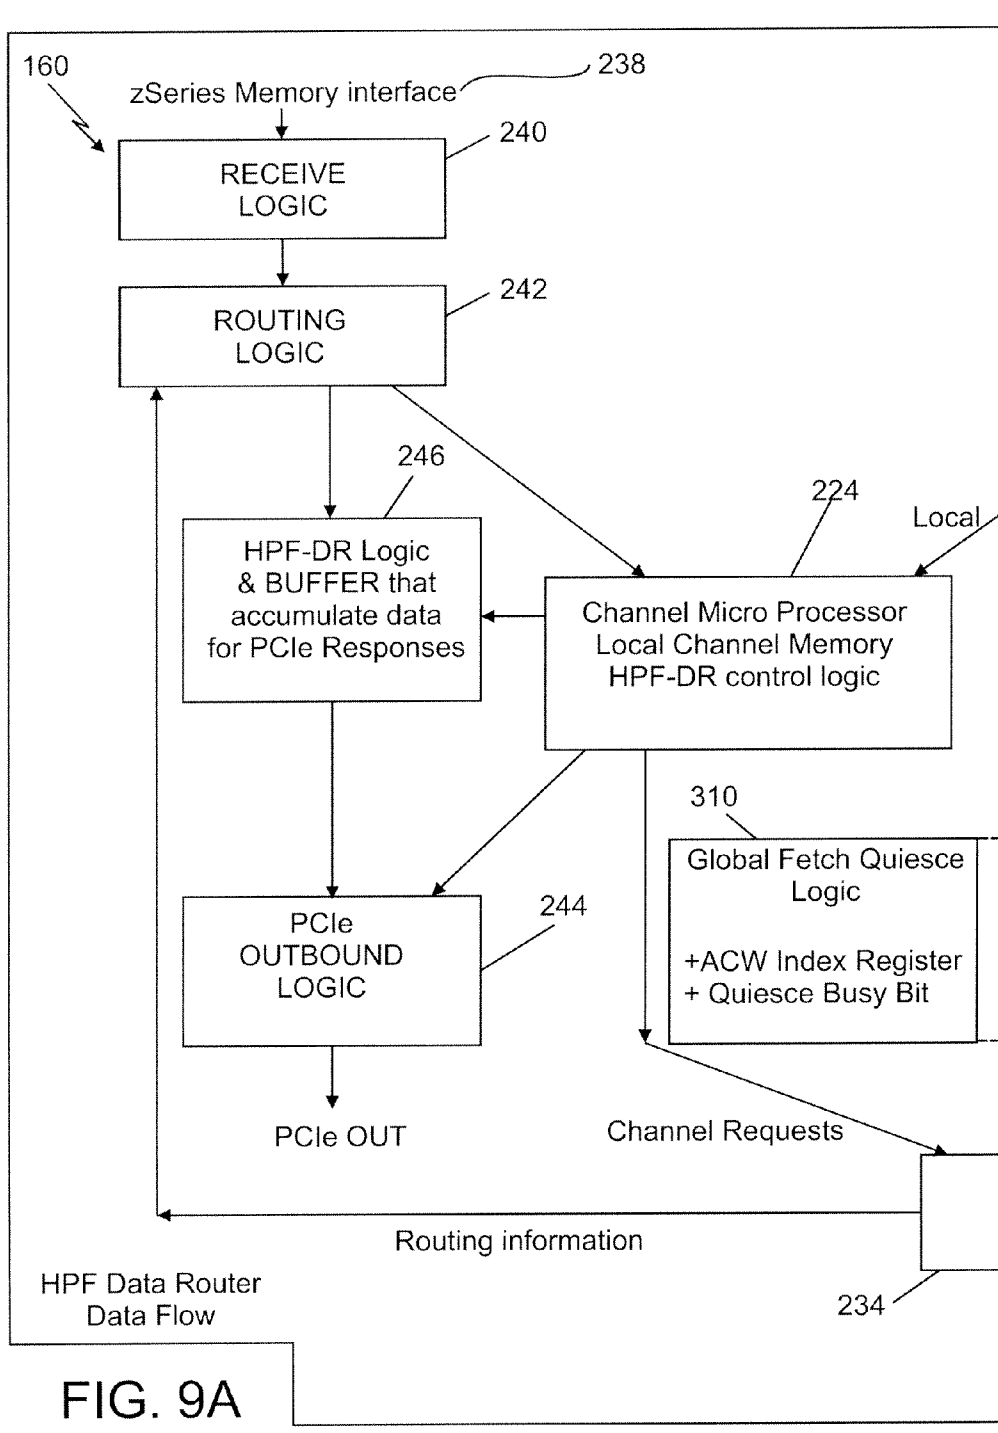 160
238
zSeries Memory interface
240
RECEIVE
LOGIC
242
ROUTING
LOGIC
246
224
Local
HPF-DR Logic
& BUFFER that
accumulate data
for PCIe Responses
Channel Micro Processor
Local Channel Memory
HPF-DR control logic
310
Global Fetch Quiesce
Logic
+ACW Index Register
+ Quiesce Busy Bit
244
PCIe
OUTBOUND
LOGIC
PCIe OUT
Channel Requests
Routing information
234
HPF Data Router
Data Flow
FIG. 9A